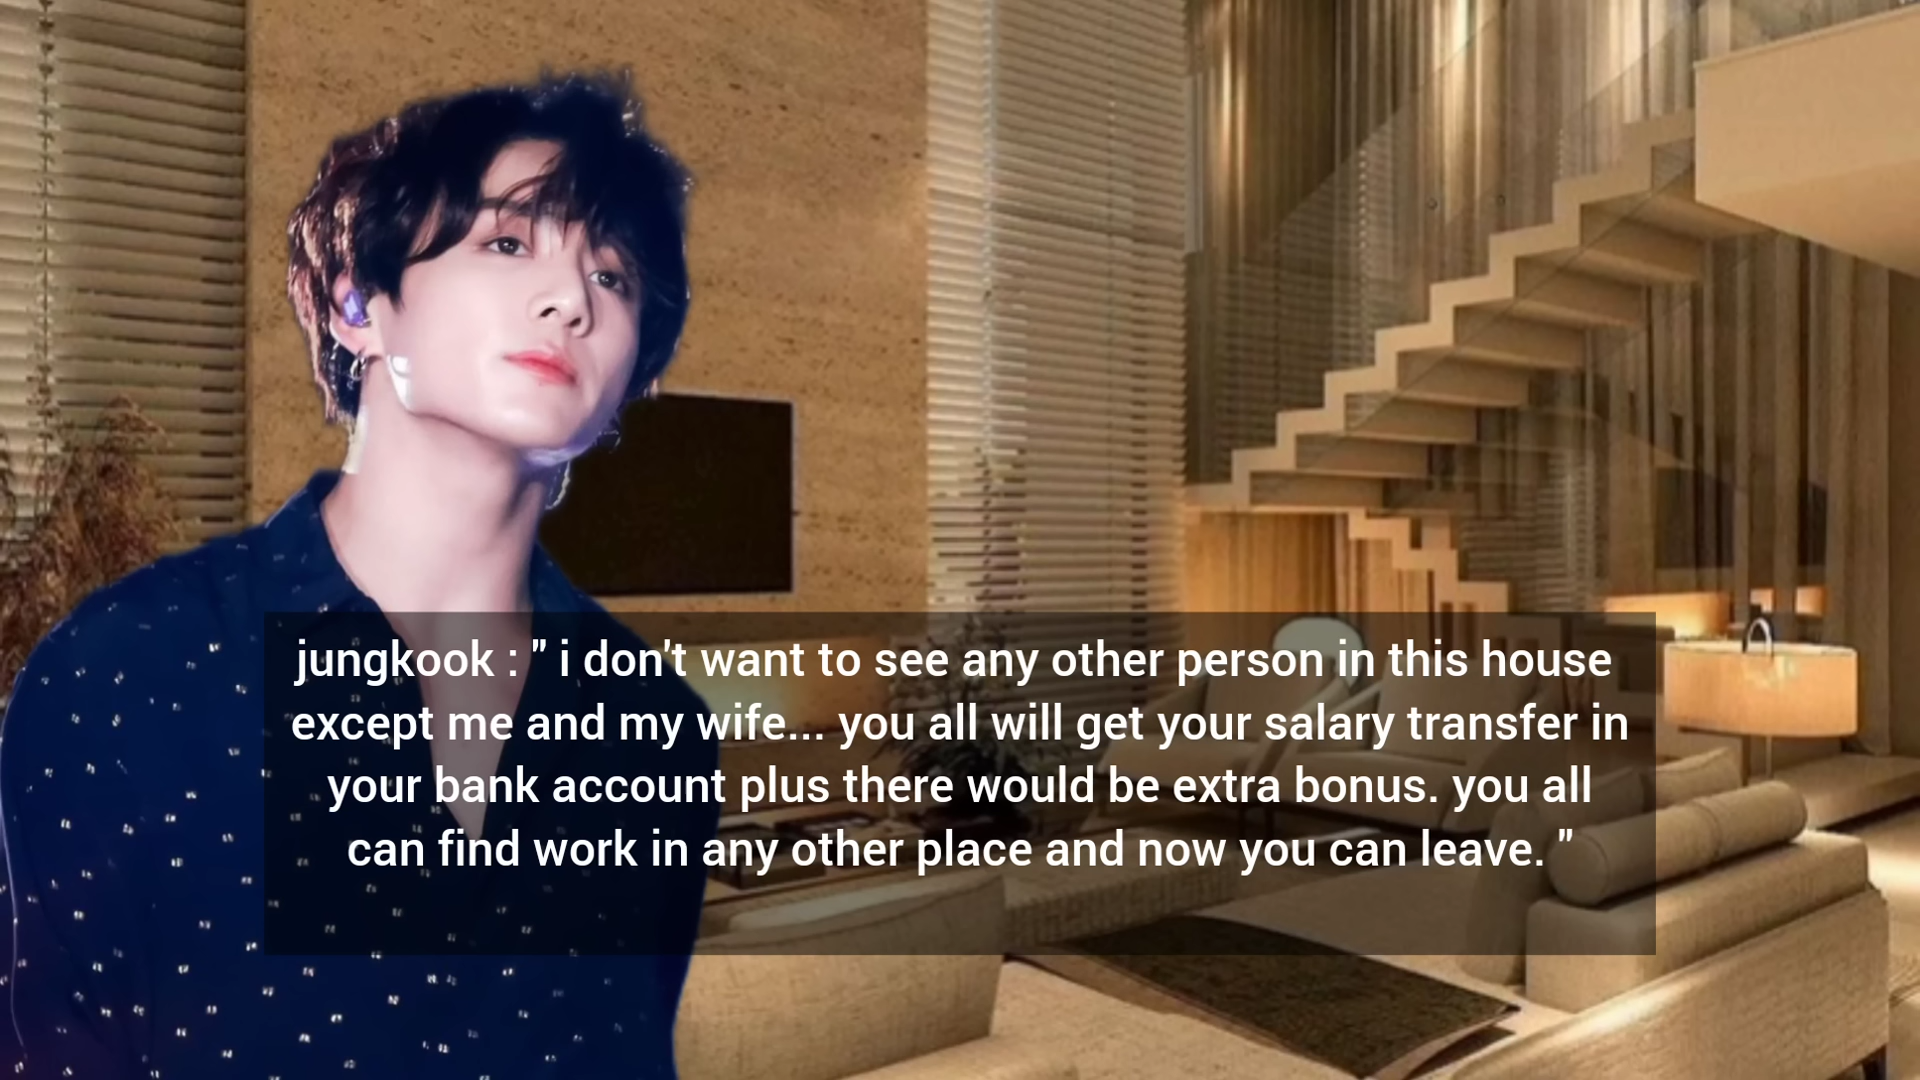 jungkook : " i don't want to see any other person in this house
except me and my wife... you all will get your salary transfer in
your bank account plus there would be extra bonus. you all
can find work in any other place and now you can leave. "